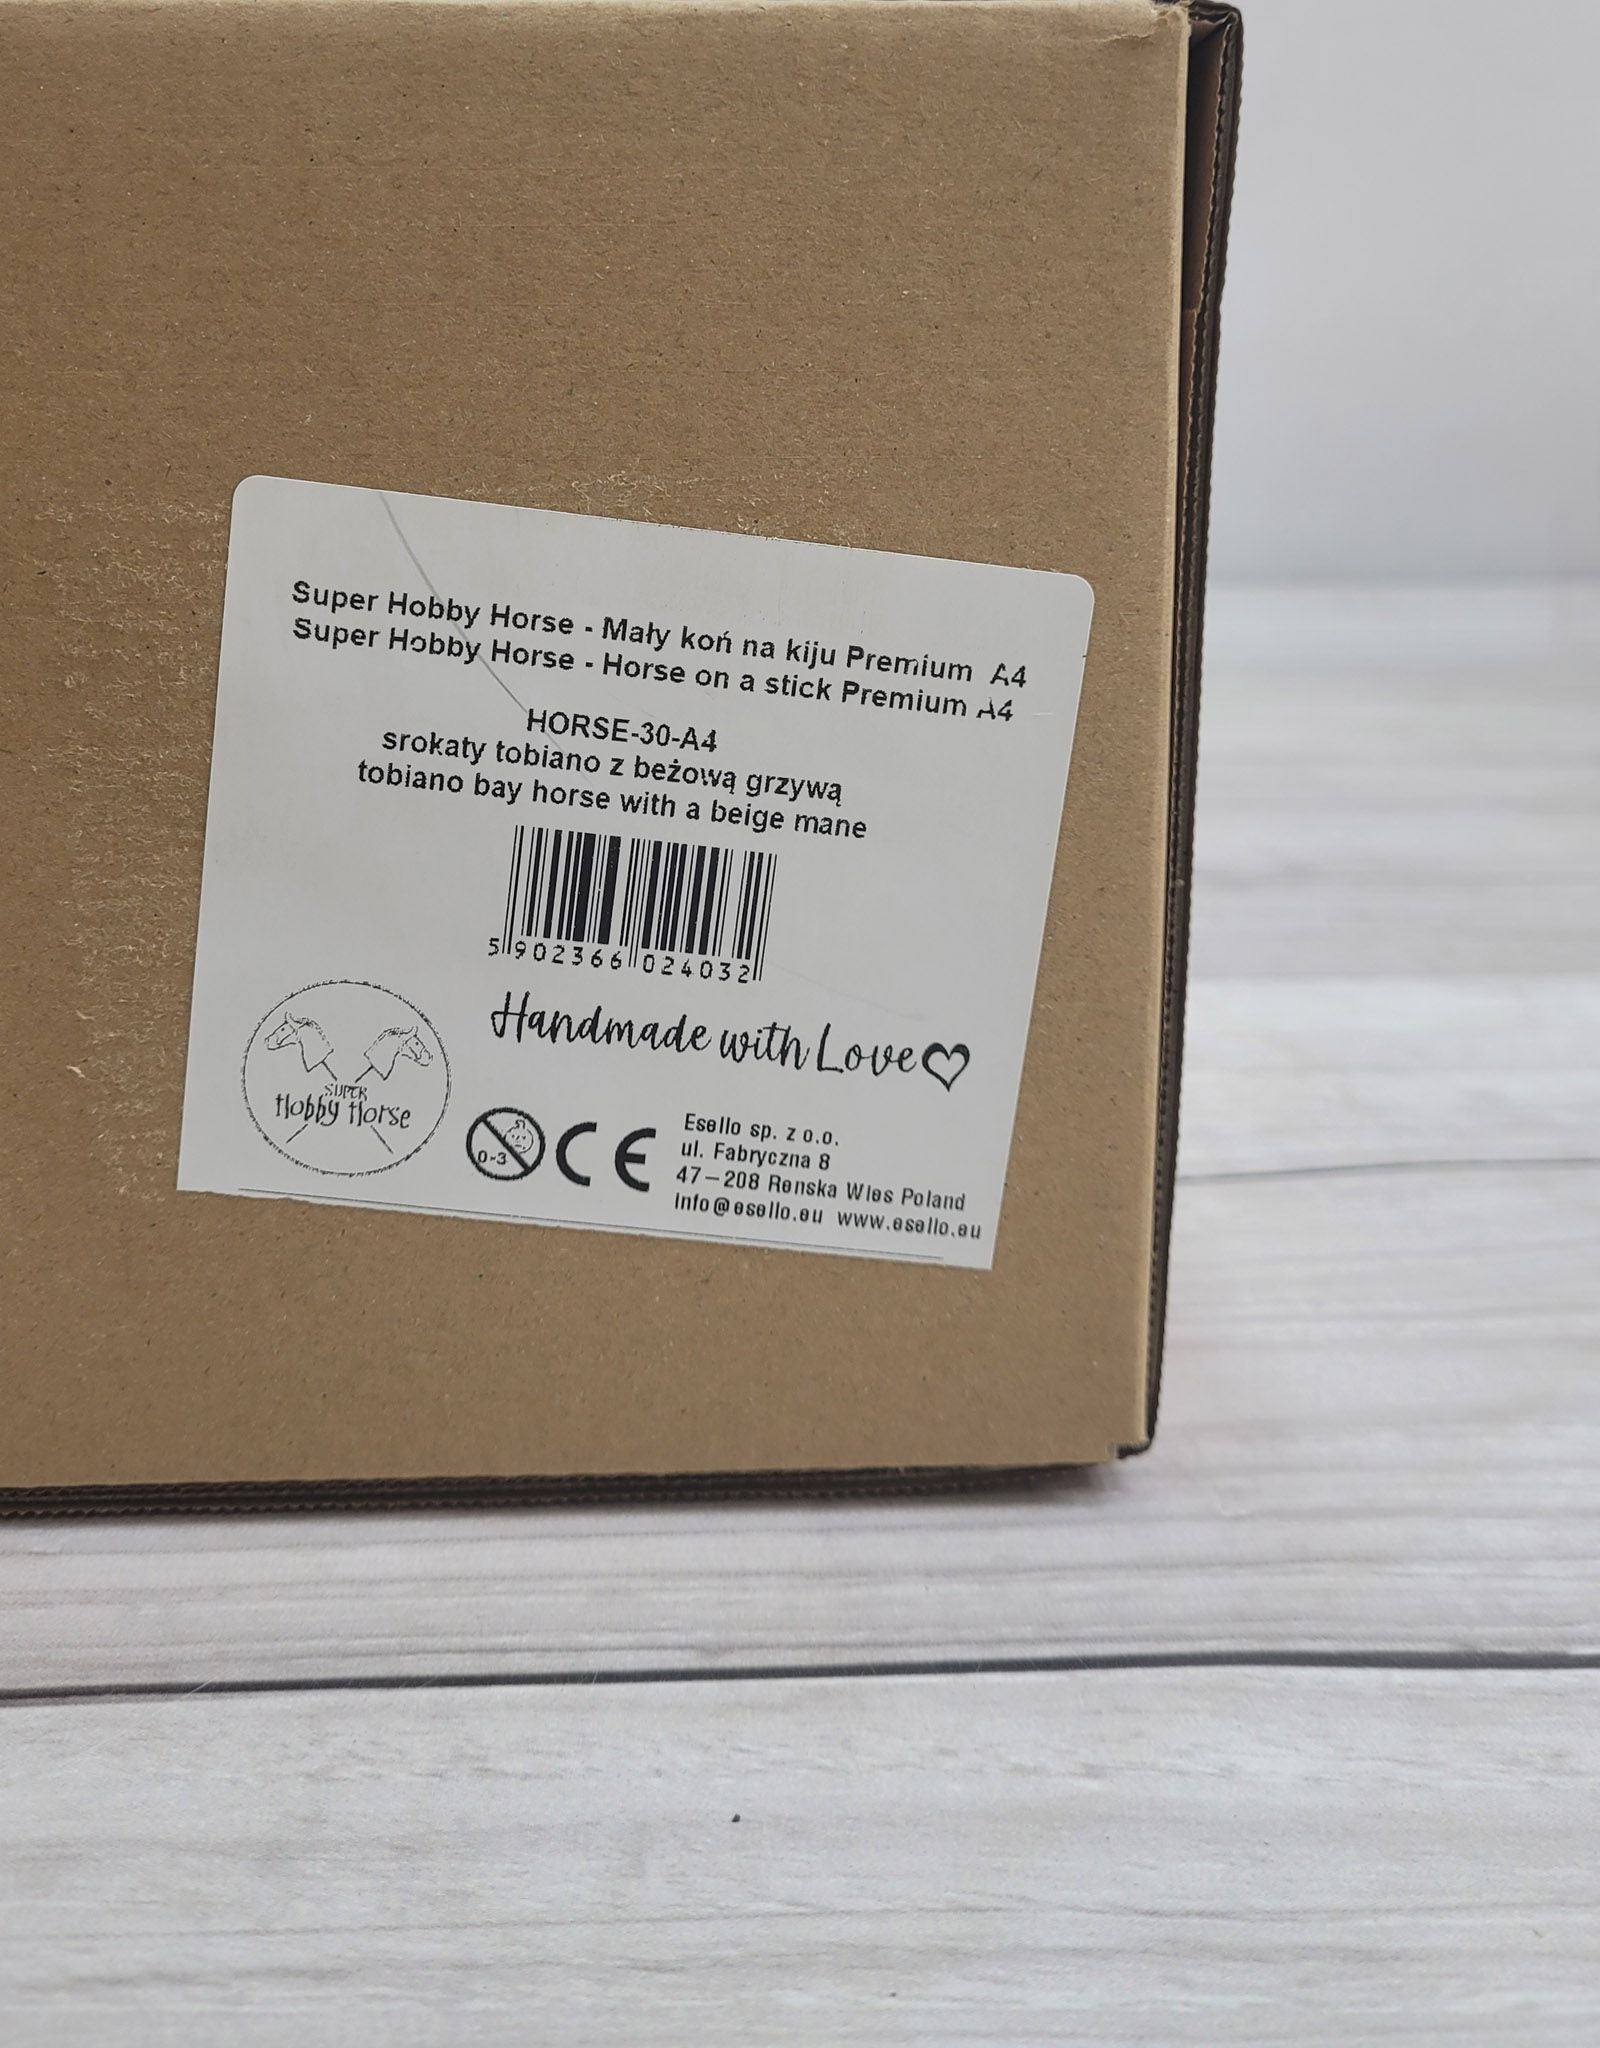 Super Hobby Horse - Mały koń na kiju Premium A4
Super Hobby Horse - Horse on a stick Premium A4
HORSE-30-A4
srokaty tobiano z beżową grzywą
tobiano bay horse with a beige mane
5 902366 024032
Handmade with Love
SUPER
Hobby Horse
0-3
CE
Esello sp. z o.o.
ul. Fabryczna 8
47-208 Renska Wies Poland
info@esello.eu www.esello.eu